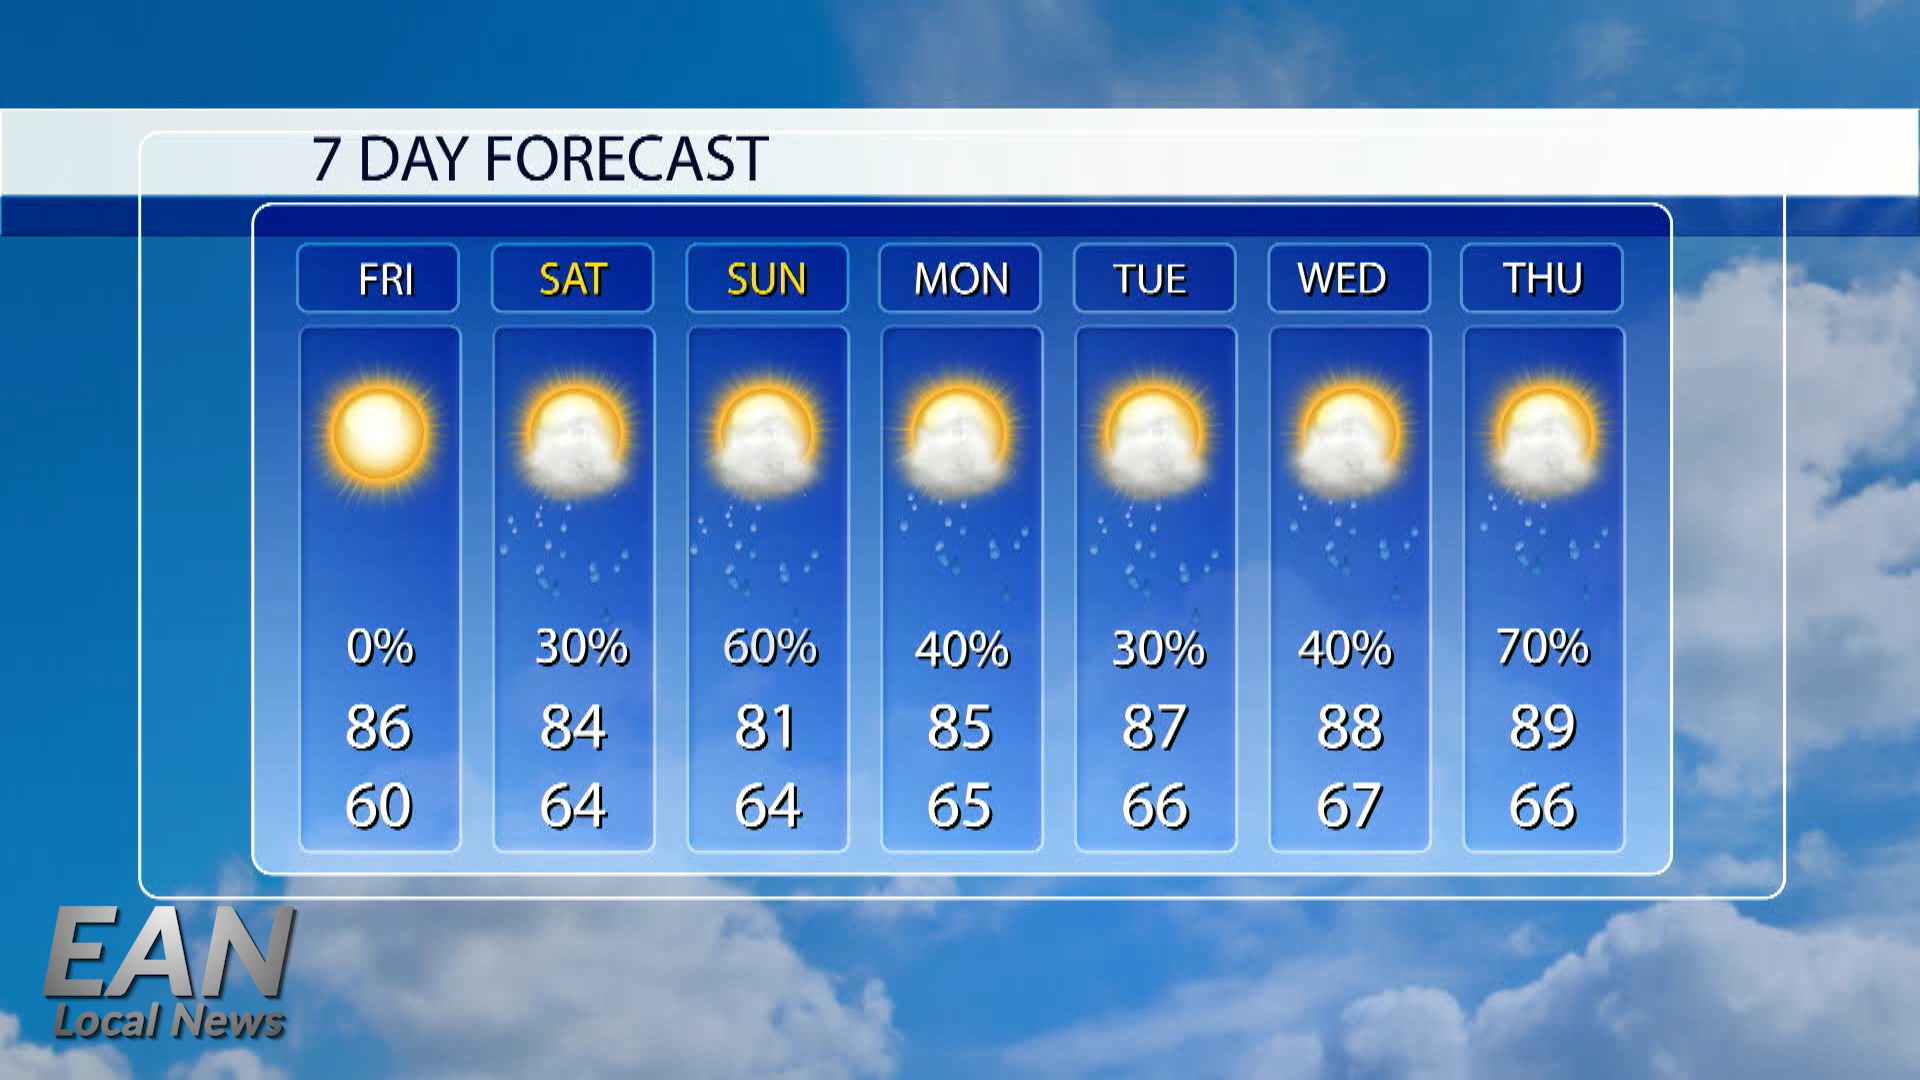 7 DAY FORECAST
FRI SAT SUN MON TUE WED THU
0% 30% 60% 40% 30% 40% 70%
86 84 81 85 87 88 89
60 64 64 65 66 67 66
EAN
Local News